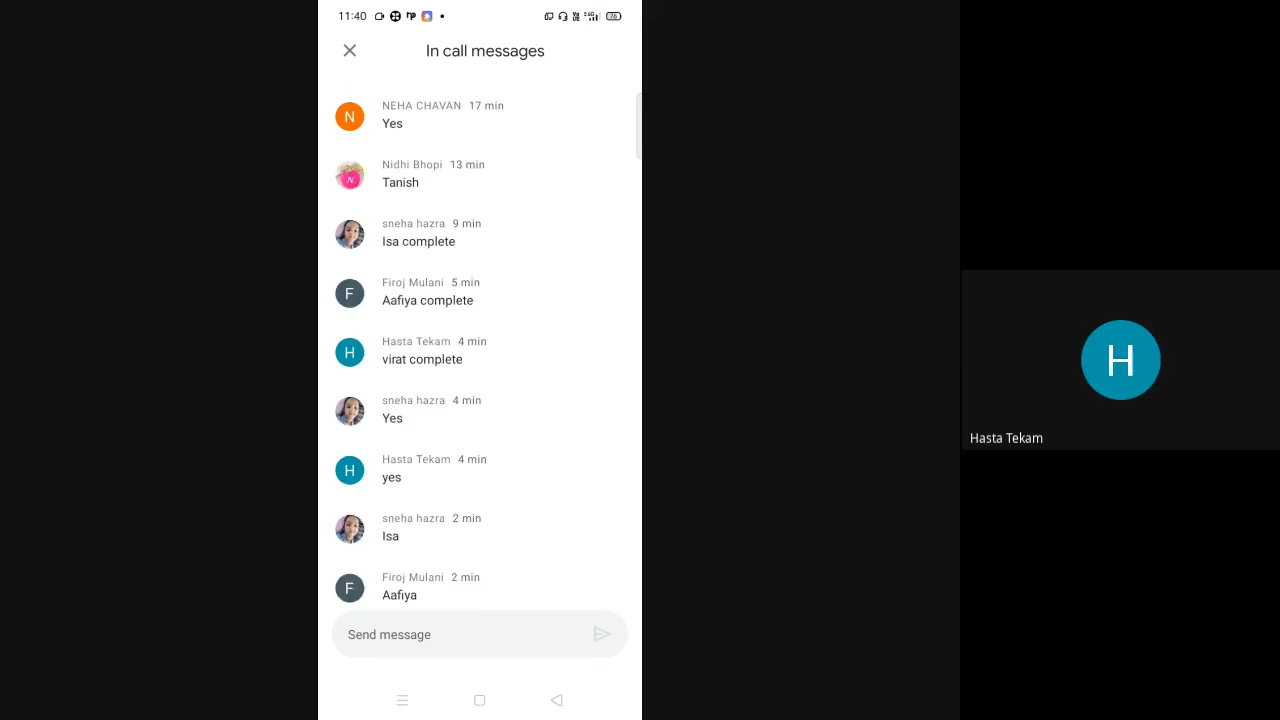 11:40
In call messages
N
NEHA CHAVAN 17 min
Yes
N
Nidhi Bhopi 13 min
Tanish
sneha hazra 9 min
Isa complete
F
Firoj Mulani 5 min
Aafiya complete
H
Hasta Tekam 4 min
virat complete
sneha hazra 4 min
Yes
H
Hasta Tekam 4 min
yes
sneha hazra 2 min
Isa
F
Firoj Mulani 2 min
Aafiya
Send message
H
Hasta Tekam